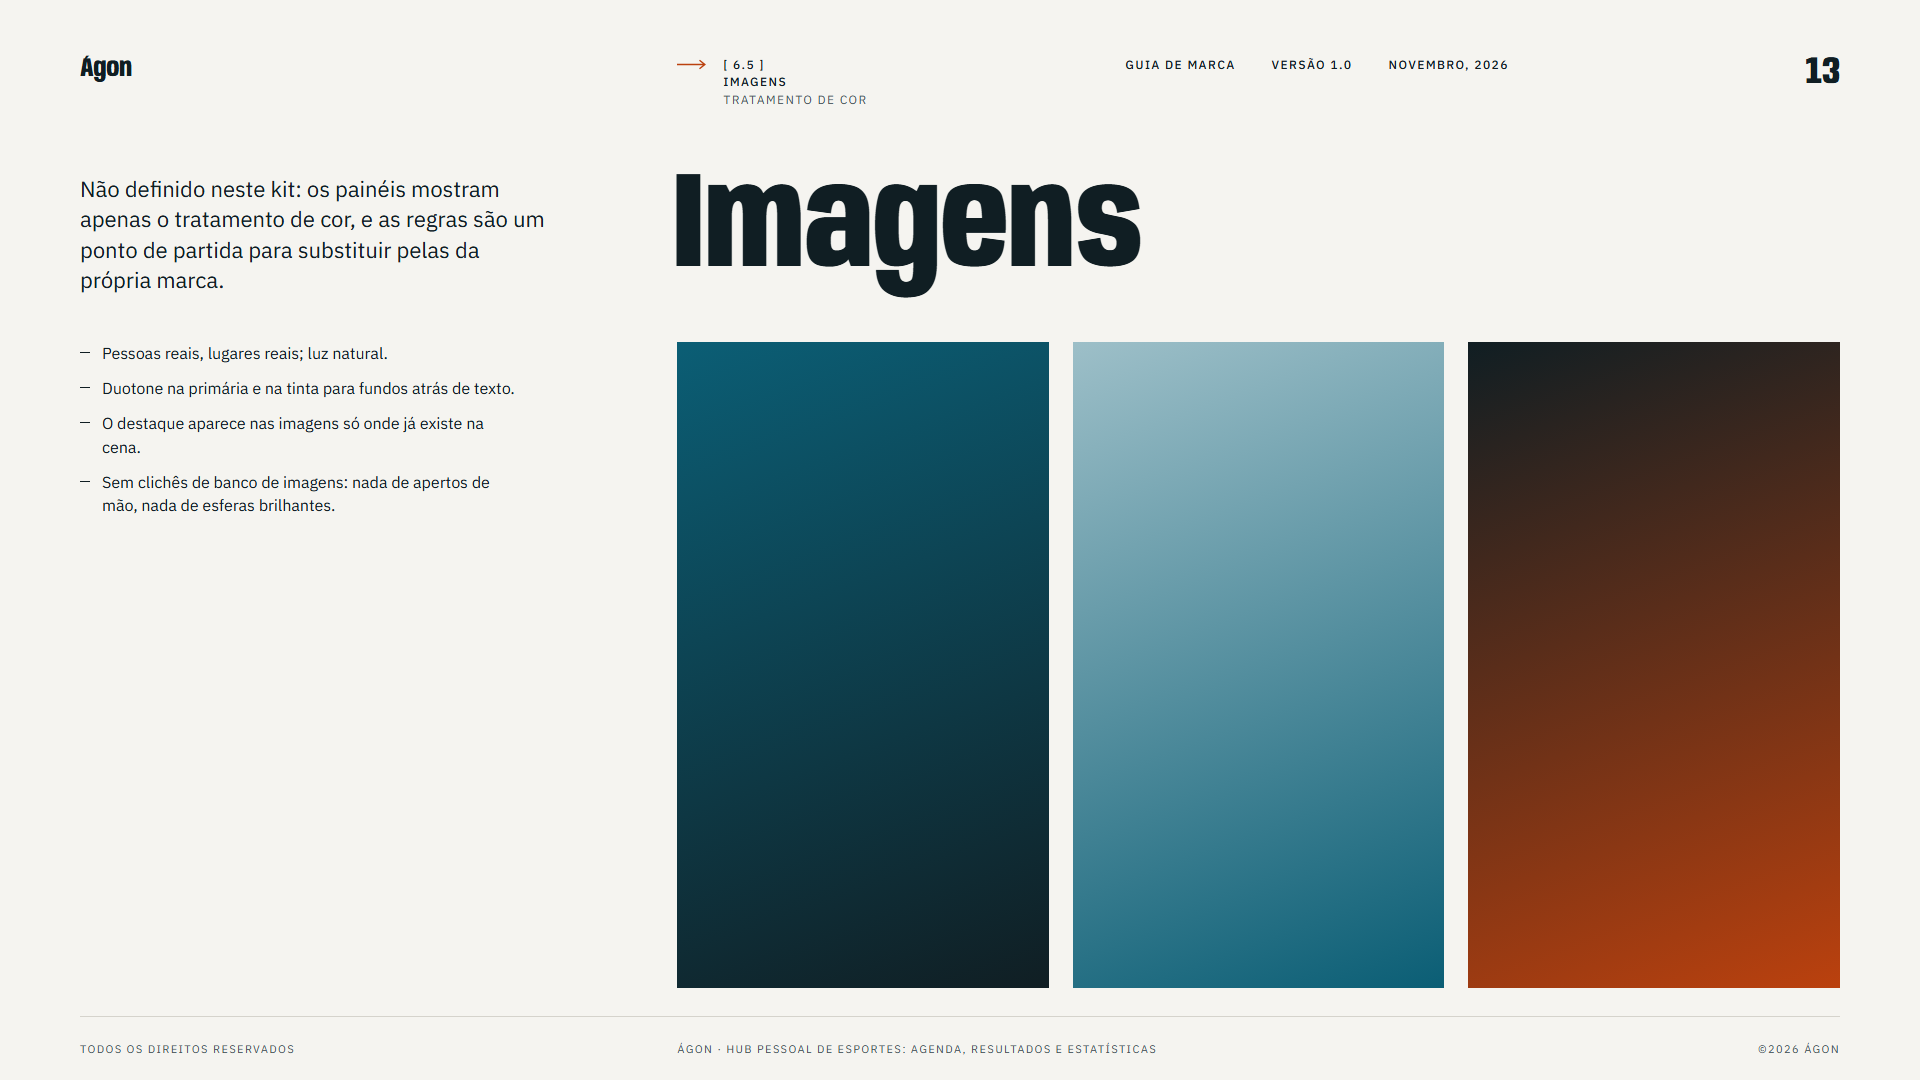 Ágon
[ 6.5 ]
IMAGENS
TRATAMENTO DE COR
GUIA DE MARCA
VERSÃO 1.0
NOVEMBRO, 2026
13
Não definido neste kit: os painéis mostram
apenas o tratamento de cor, e as regras são um
ponto de partida para substituir pelas da
própria marca.
– Pessoas reais, lugares reais; luz natural.
– Duotone na primária e na tinta para fundos atrás de texto.
– O destaque aparece nas imagens só onde já existe na
cena.
– Sem clichês de banco de imagens: nada de apertos de
mão, nada de esferas brilhantes.
Imagens
TODOS OS DIREITOS RESERVADOS
ÁGON · HUB PESSOAL DE ESPORTES: AGENDA, RESULTADOS E ESTATÍSTICAS
©2026 ÁGON